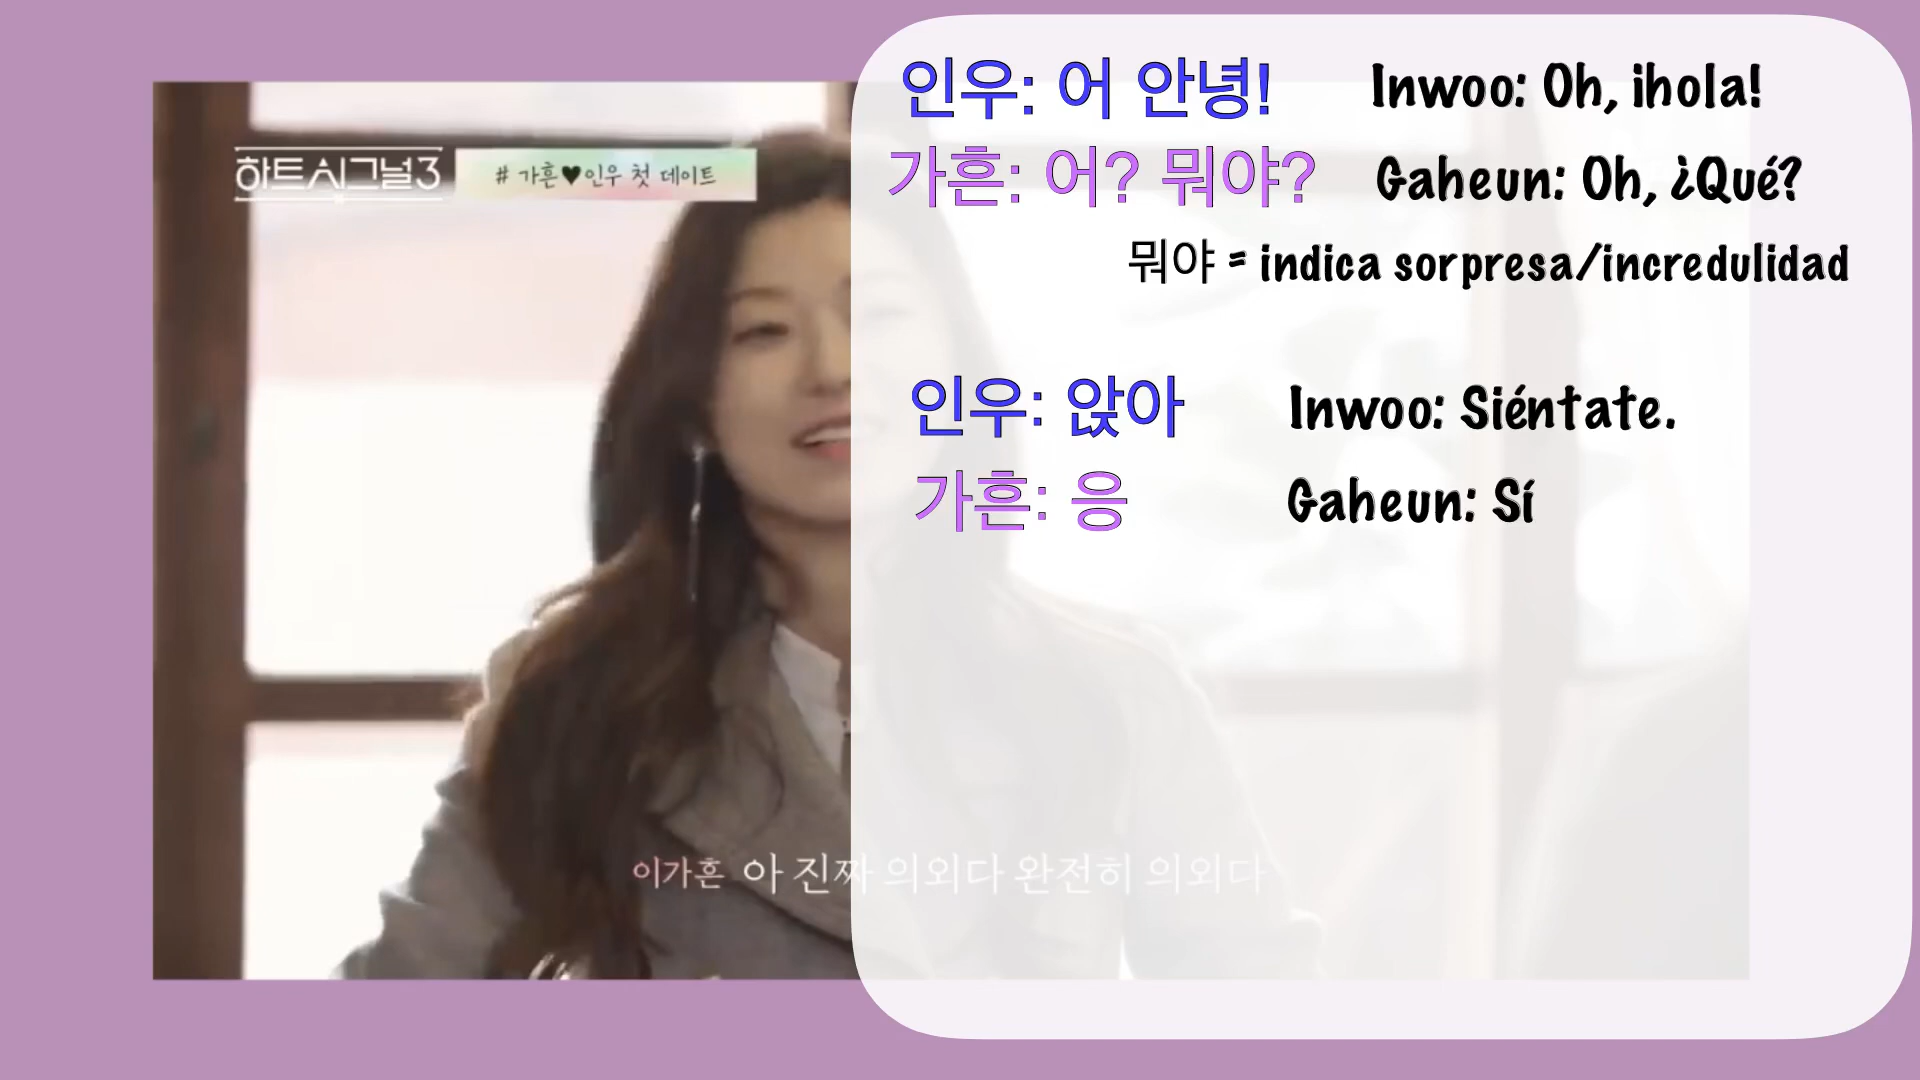 인우: 어 안녕! Inwoo: Oh, ¡hola!
가흔: 어? 뭐야? Gaheun: Oh, ¿Qué?
뭐야 = indica sorpresa/incredulidad
인우: 앉아 Inwoo: Siéntate.
가흔: 응 Gaheun: Sí
하트시그널3 # 가흔♥인우 첫 데이트
이가흔 아 진짜 의외다 완전히 의외다